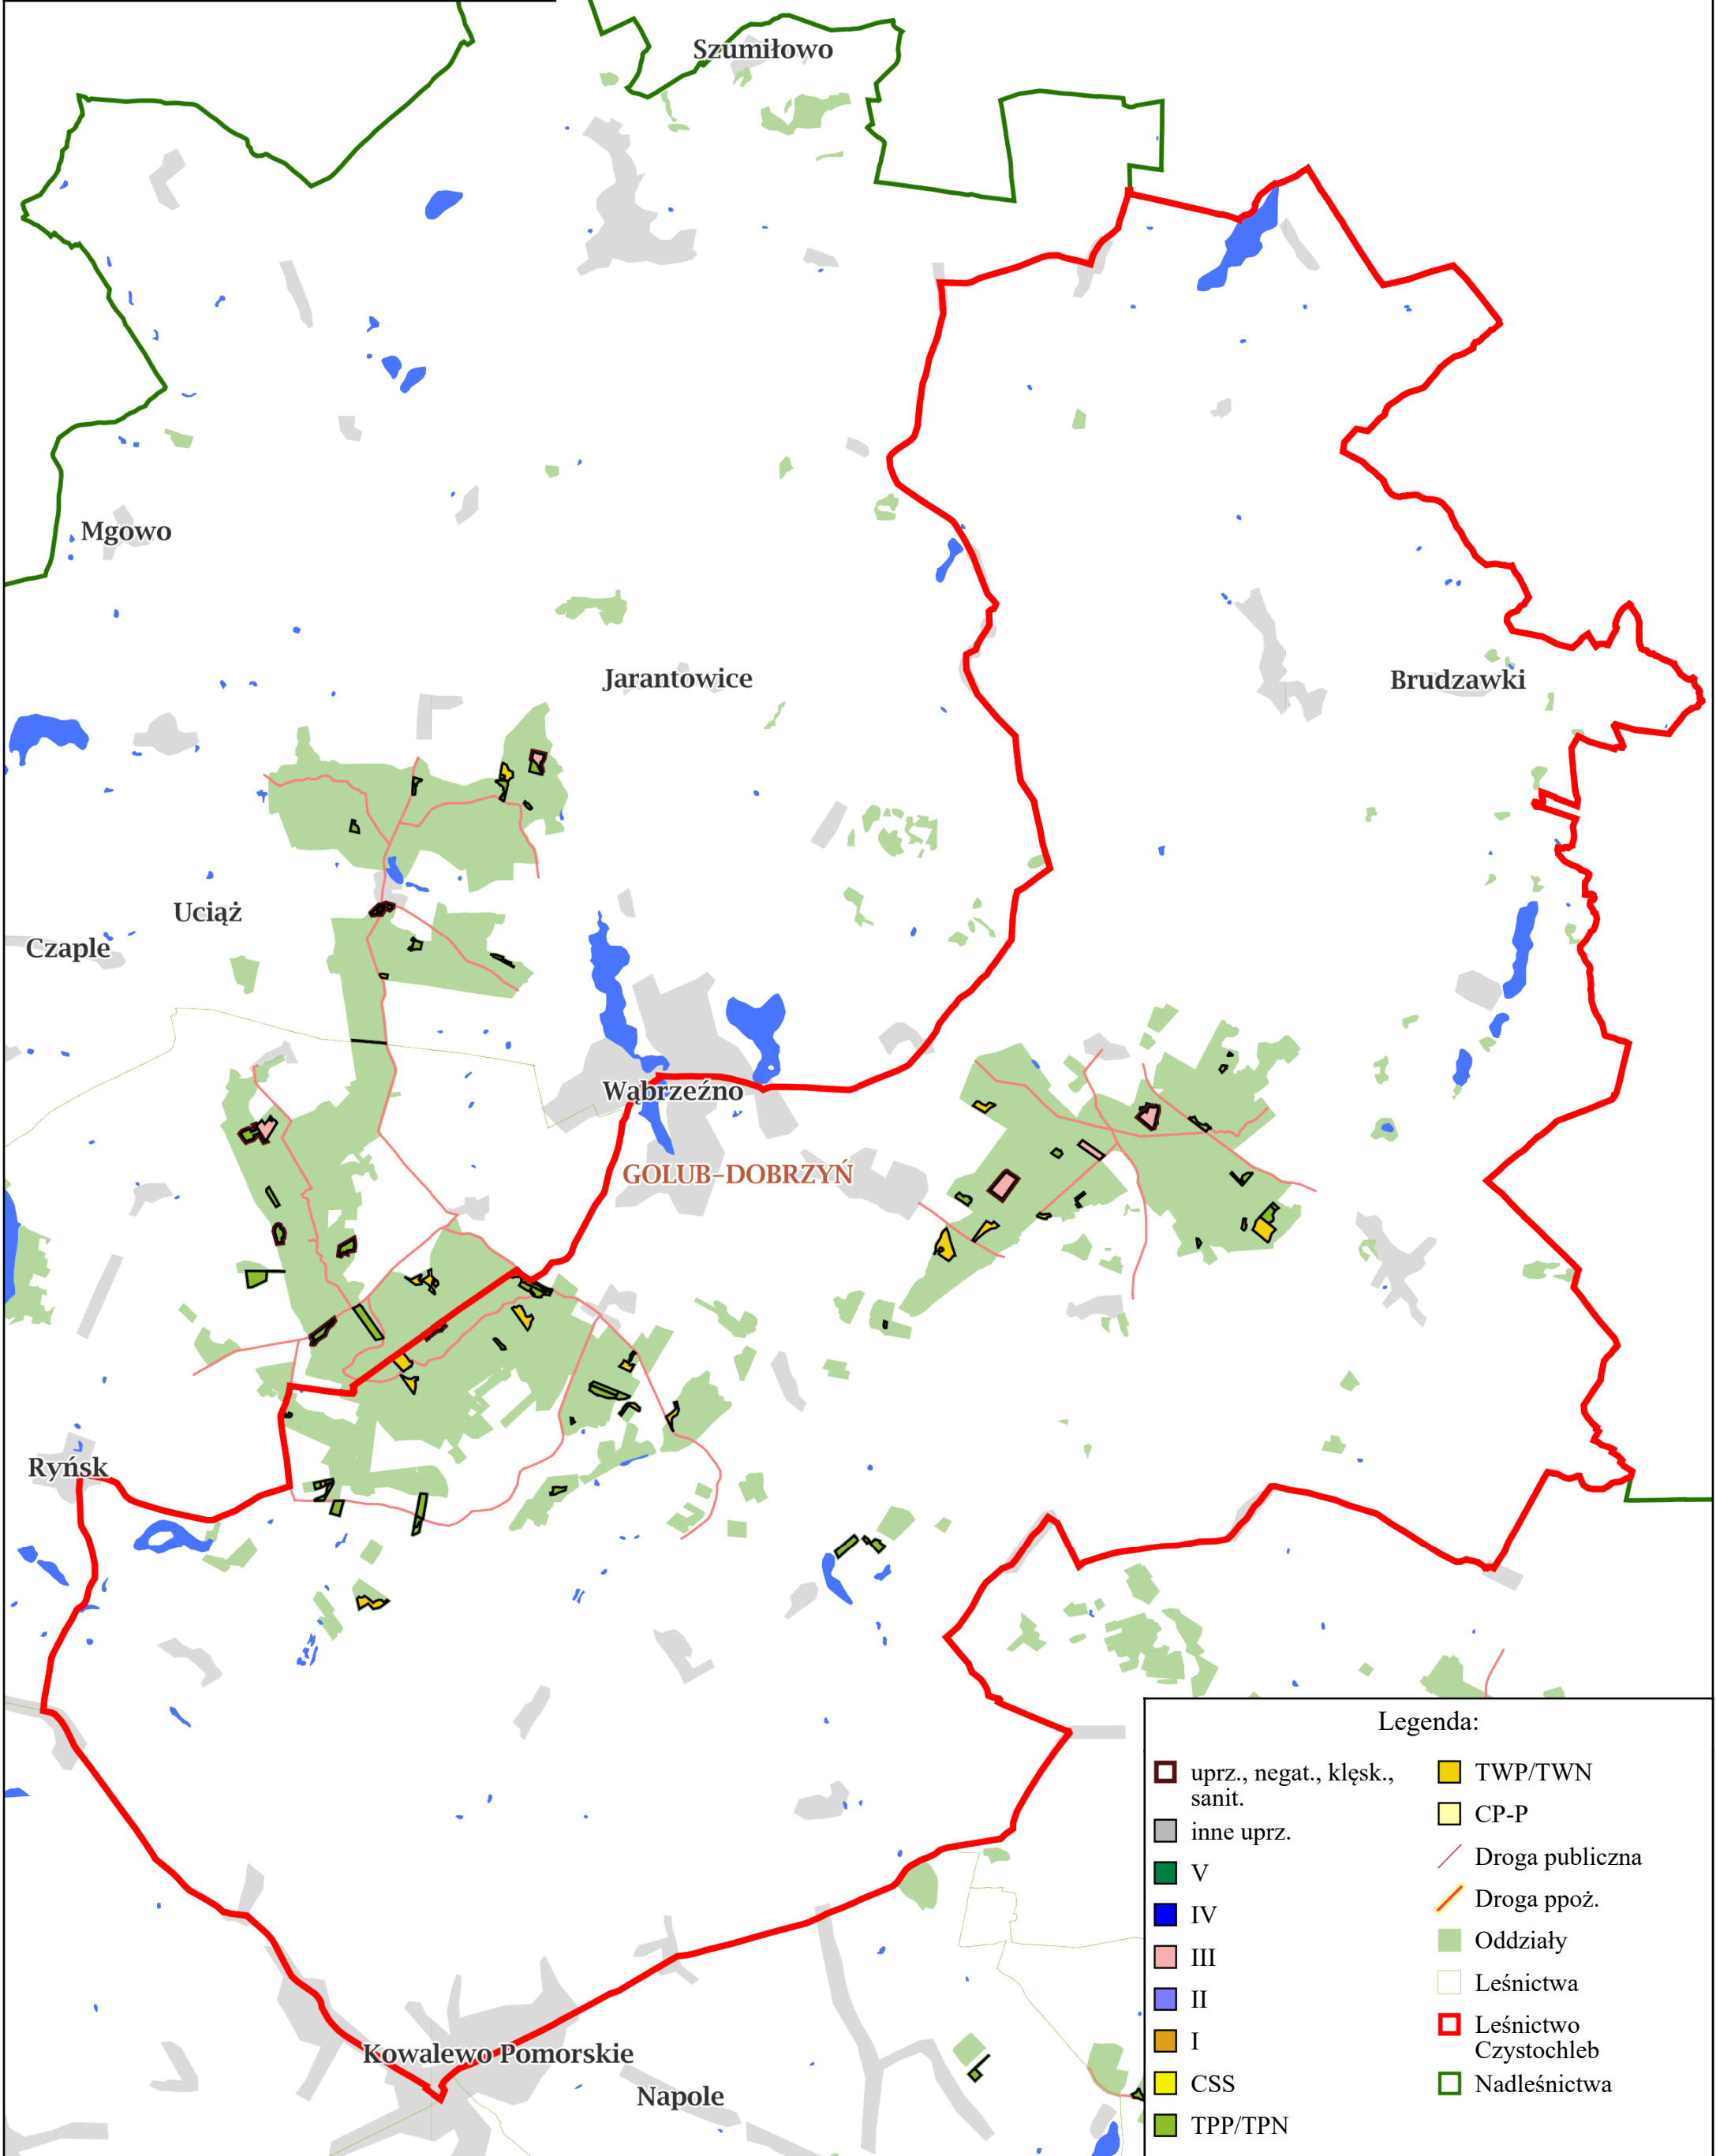 Szumiłowo
Mgowo
Jarantowice
Brudzawki
Uciąż
Czaple
Wąbrzeźno
GOLUB-DOBRZYŃ
Ryńsk
Kowalewo Pomorskie
Napole
Legenda:
uprz., negat., klęsk.,
sanit.
inne uprz.
V
IV
III
II
I
CSS
TPP/TPN
TWP/TWN
CP-P
Droga publiczna
Droga ppoż.
Oddziały
Leśnictwa
Leśnictwo
Czystochleb
Nadleśnictwa